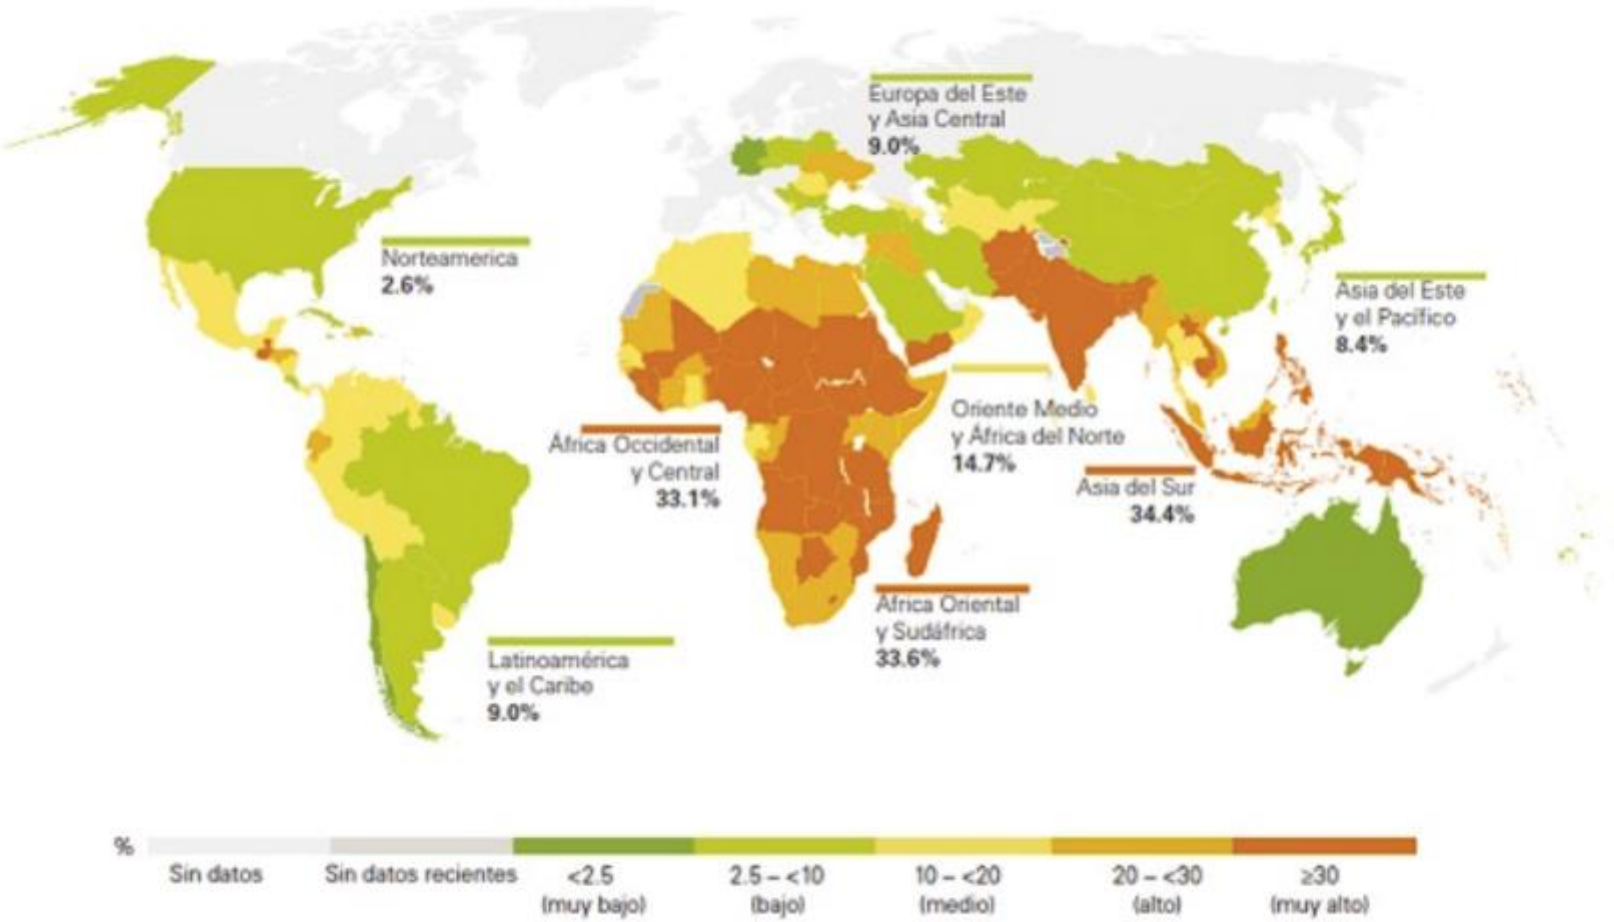 Europa del Este
y Asia Central
9.0%
Norteamerica
2.6%
Asia del Este
y el Pacífico
8.4%
Oriente Medio
y África del Norte
14.7%
África Occidental
y Central
33.1%
Asia del Sur
34.4%
África Oriental
y Sudáfrica
33.6%
Latinoamérica
y el Caribe
9.0%
%
Sin datos
Sin datos recientes
<2.5
(muy bajo)
2.5 – <10
(bajo)
10 – <20
(medio)
20 – <30
(alto)
≥30
(muy alto)